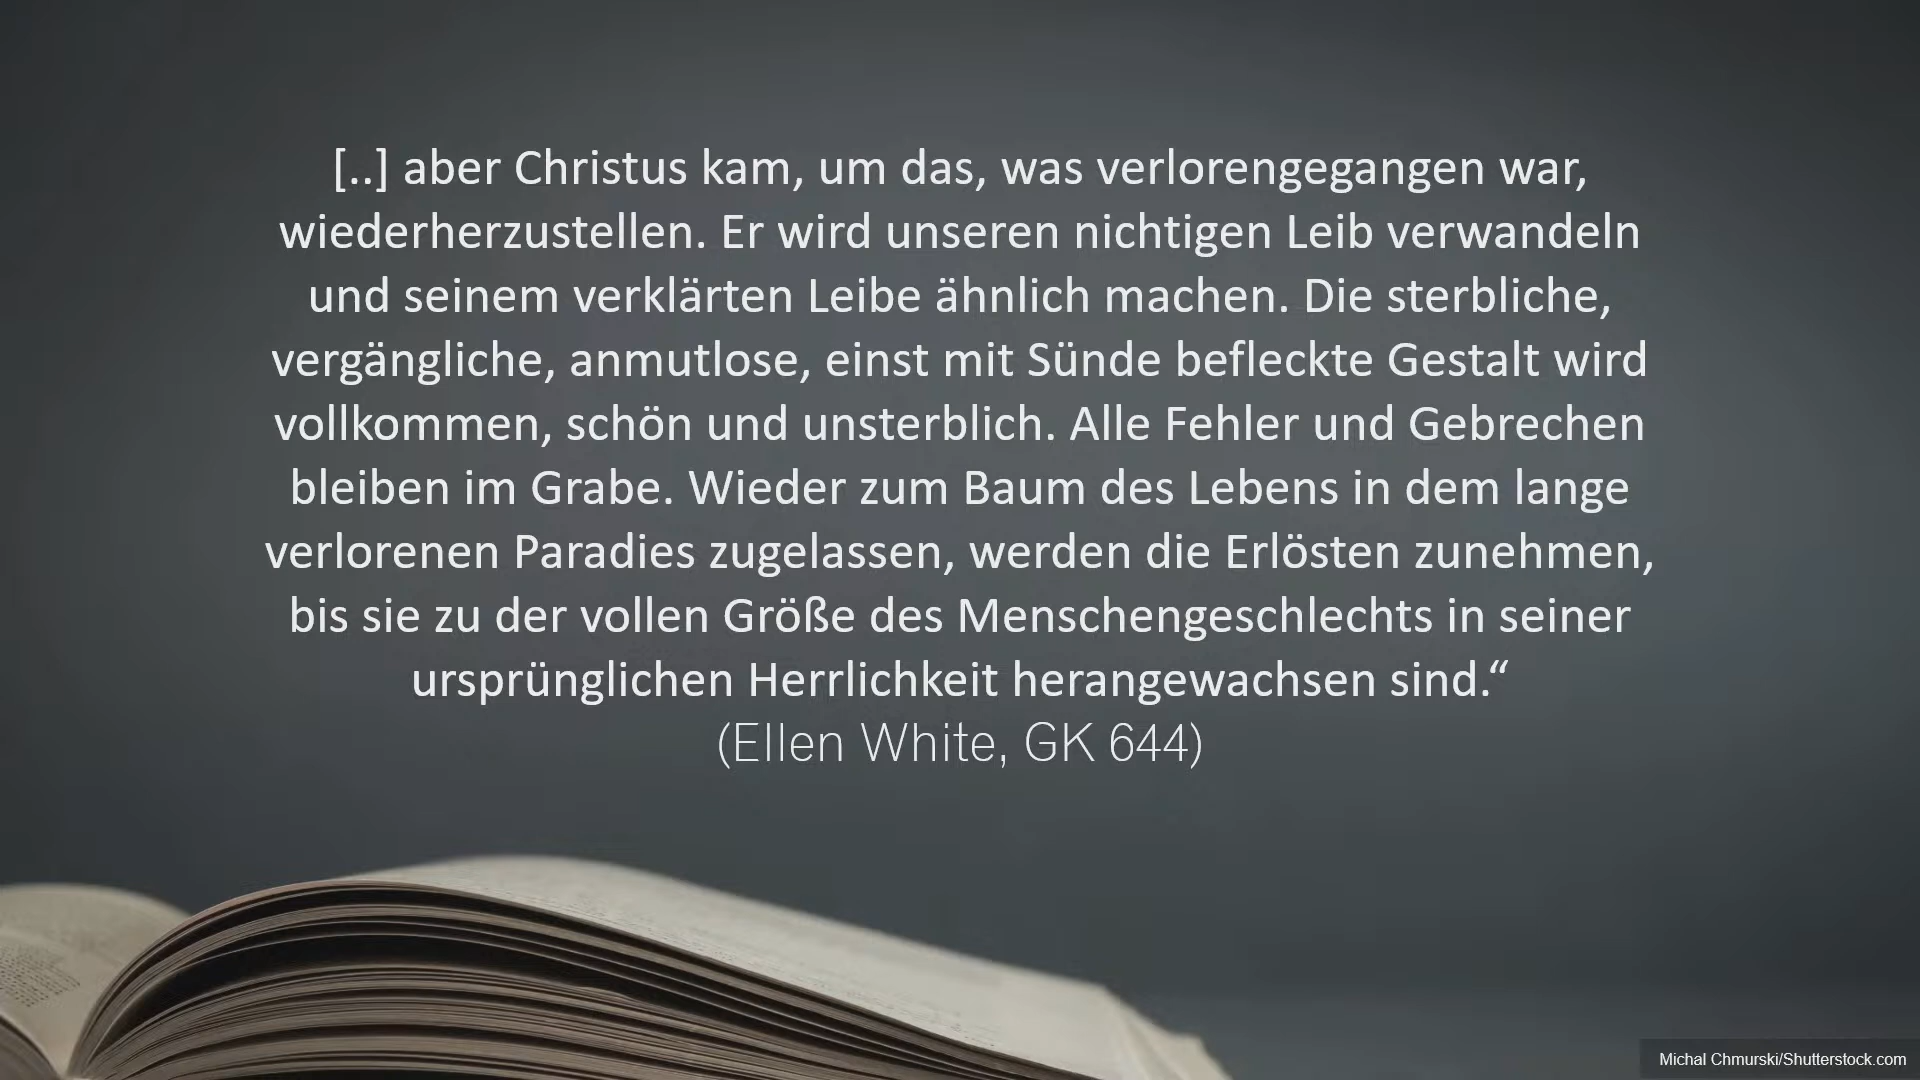 [..] aber Christus kam, um das, was verlorengegangen war,
wiederherzustellen. Er wird unseren nichtigen Leib verwandeln
und seinem verklärten Leibe ähnlich machen. Die sterbliche,
vergängliche, anmutlose, einst mit Sünde befleckte Gestalt wird
vollkommen, schön und unsterblich. Alle Fehler und Gebrechen
bleiben im Grabe. Wieder zum Baum des Lebens in dem lange
verlorenen Paradies zugelassen, werden die Erlösten zunehmen,
bis sie zu der vollen Größe des Menschengeschlechts in seiner
ursprünglichen Herrlichkeit herangewachsen sind.“
(Ellen White, GK 644)
Michal Chmurski/Shutterstock.com